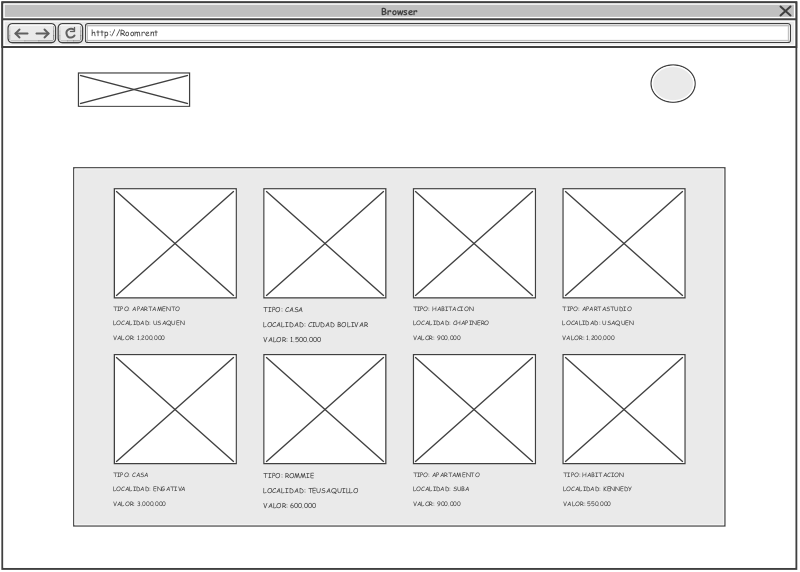 Browser
http://Roomrent
TIPO: APARTAMENTO
LOCALIDAD: USAQUEN
VALOR: 1.200.000
TIPO: CASA
LOCALIDAD: CIUDAD BOLIVAR
VALOR: 1.500.000
TIPO: HABITACION
LOCALIDAD: CHAPINERO
VALOR: 900.000
TIPO: APARTASTUDIO
LOCALIDAD: USAQUEN
VALOR: 1.200.000
TIPO: CASA
LOCALIDAD: ENGATIVA
VALOR: 3.000.000
TIPO: ROMMIE
LOCALIDAD: TEUSAQUILLO
VALOR: 600.000
TIPO: APARTAMENTO
LOCALIDAD: SUBA
VALOR: 900.000
TIPO: HABITACION
LOCALIDAD: KENNEDY
VALOR: 550.000